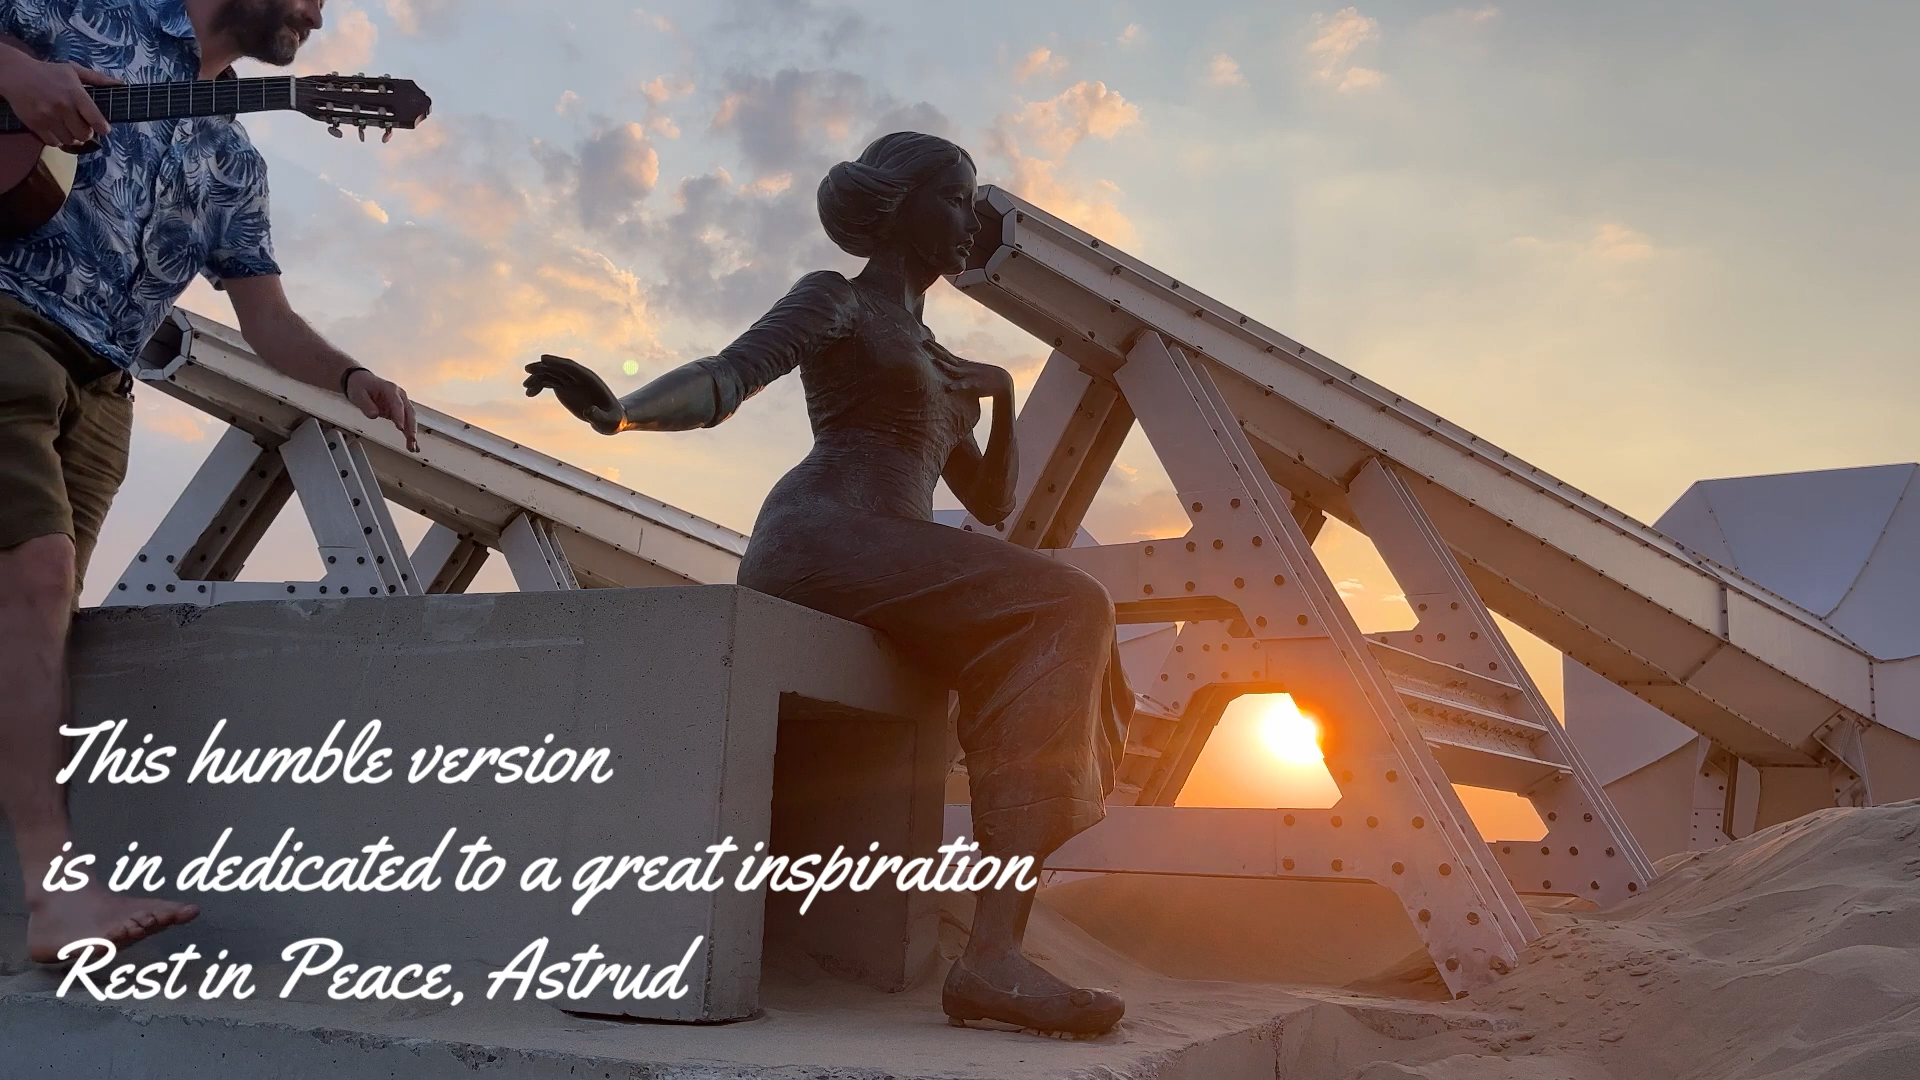 This humble version
is in dedicated to a great inspiration
Rest in Peace, Astrud